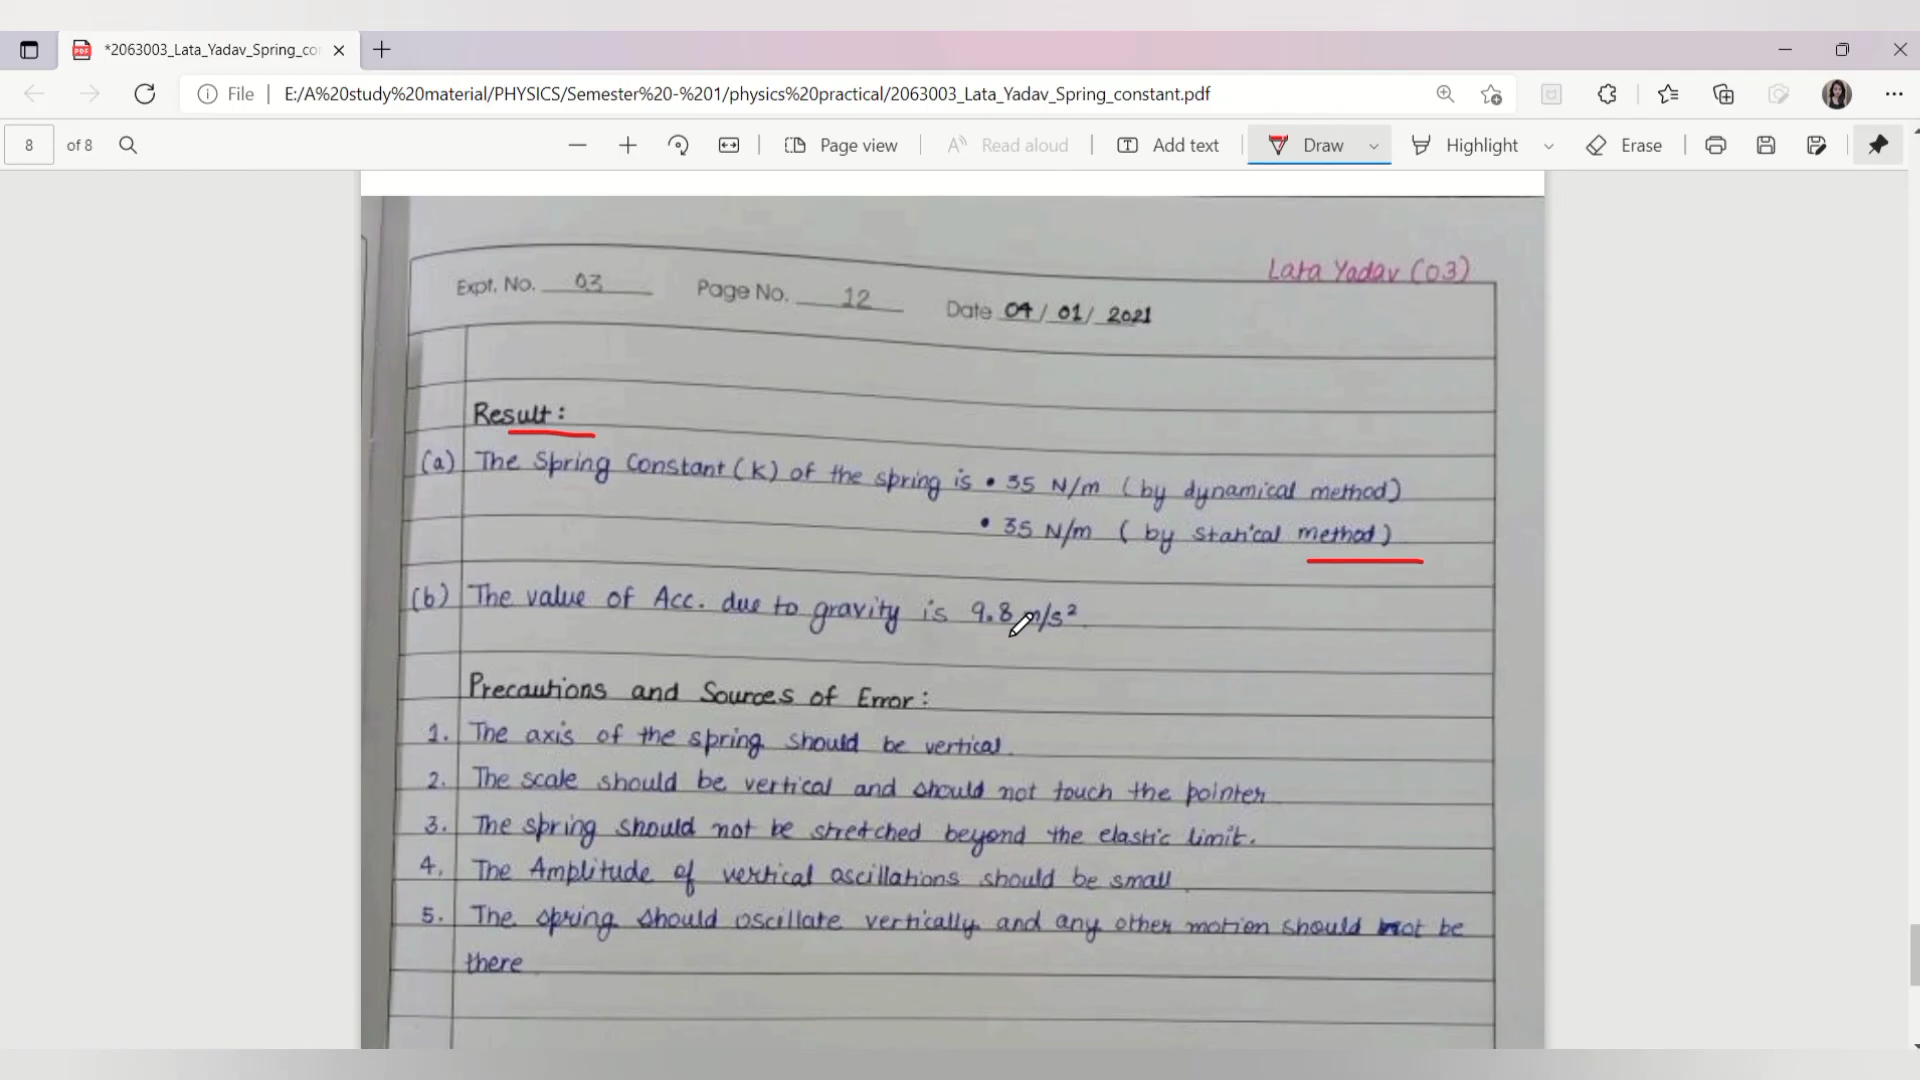 *2063003_Lata_Yadav_Spring_co
File
E:/A%20study%20material/PHYSICS/Semester%20-%201/physics%20practical/2063003_Lata_Yadav_Spring_constant.pdf
8 of 8
Page view
Read aloud
Add text
Draw
Highlight
Erase
Lata Yadav (03)
Expt. No. 03 Page No. 12 Date 04/ 01/ 2021
Result:
(a) The Spring Constant (K) of the spring is • 35 N/m (by dynamical method)
• 35 N/m (by statical method)
(b) The value of Acc. due to gravity is 9.8 m/s²
Precautions and Sources of Error:
1. The axis of the spring should be vertical.
2. The scale should be vertical and should not touch the pointer
3. The spring should not be stretched beyond the elastic limit.
4. The Amplitude of vertical oscillations should be small.
5. The spring should oscillate vertically and any other motion should not be
there